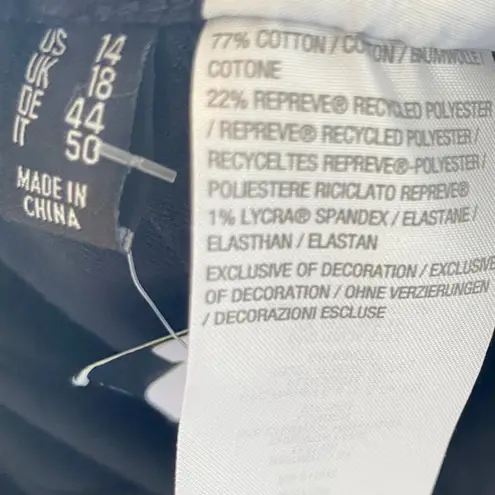 US 14
UK 18
DE 44
IT 50
MADE IN
CHINA
77% COTTON / COTON / BUMWOLLE /
COTONE
22% REPREVE® RECYCLED POLYESTER
/ REPREVE® RECYCLED POLYESTER /
RECYCELTES REPREVE®-POLYESTER /
POLIESTERE RICICLATO REPREVE®
1% LYCRA® SPANDEX / ELASTANE /
ELASTHAN / ELASTAN
EXCLUSIVE OF DECORATION / EXCLUSIVE
OF DECORATION / OHNE VERZIERUNGEN
/ DECORAZIONI ESCLUSE